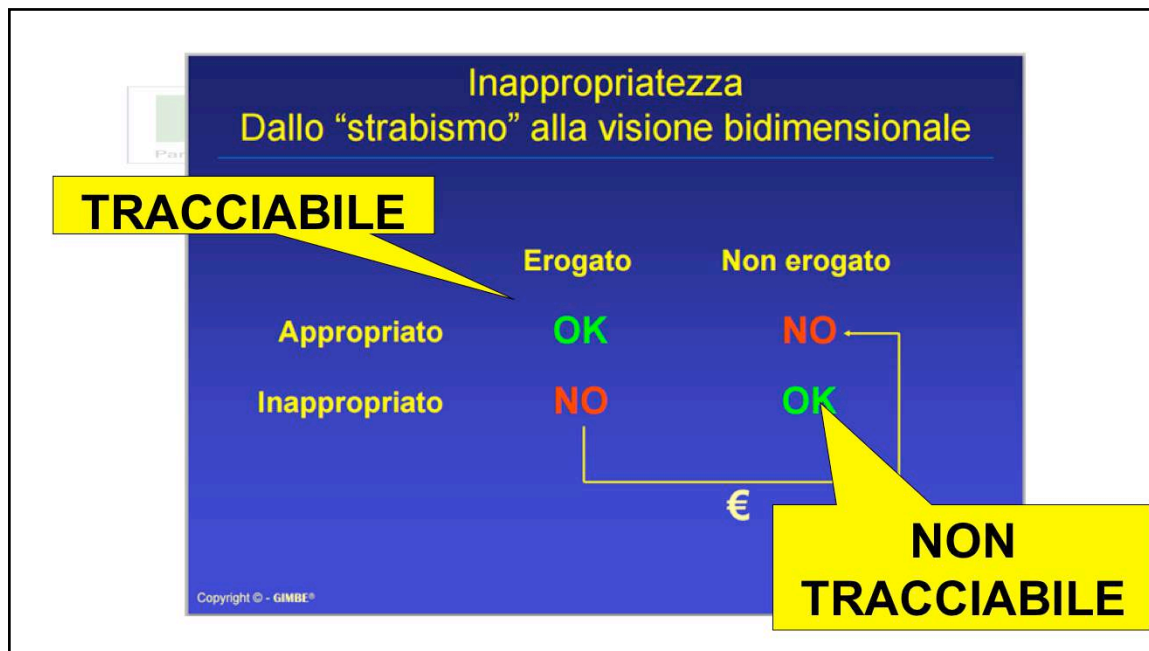 Inappropriatezza
Dallo “strabismo” alla visione bidimensionale
TRACCIABILE
Erogato Non erogato
Appropriato OK NO
Inappropriato NO OK
€
NON
TRACCIABILE
Copyright © - GIMBE®